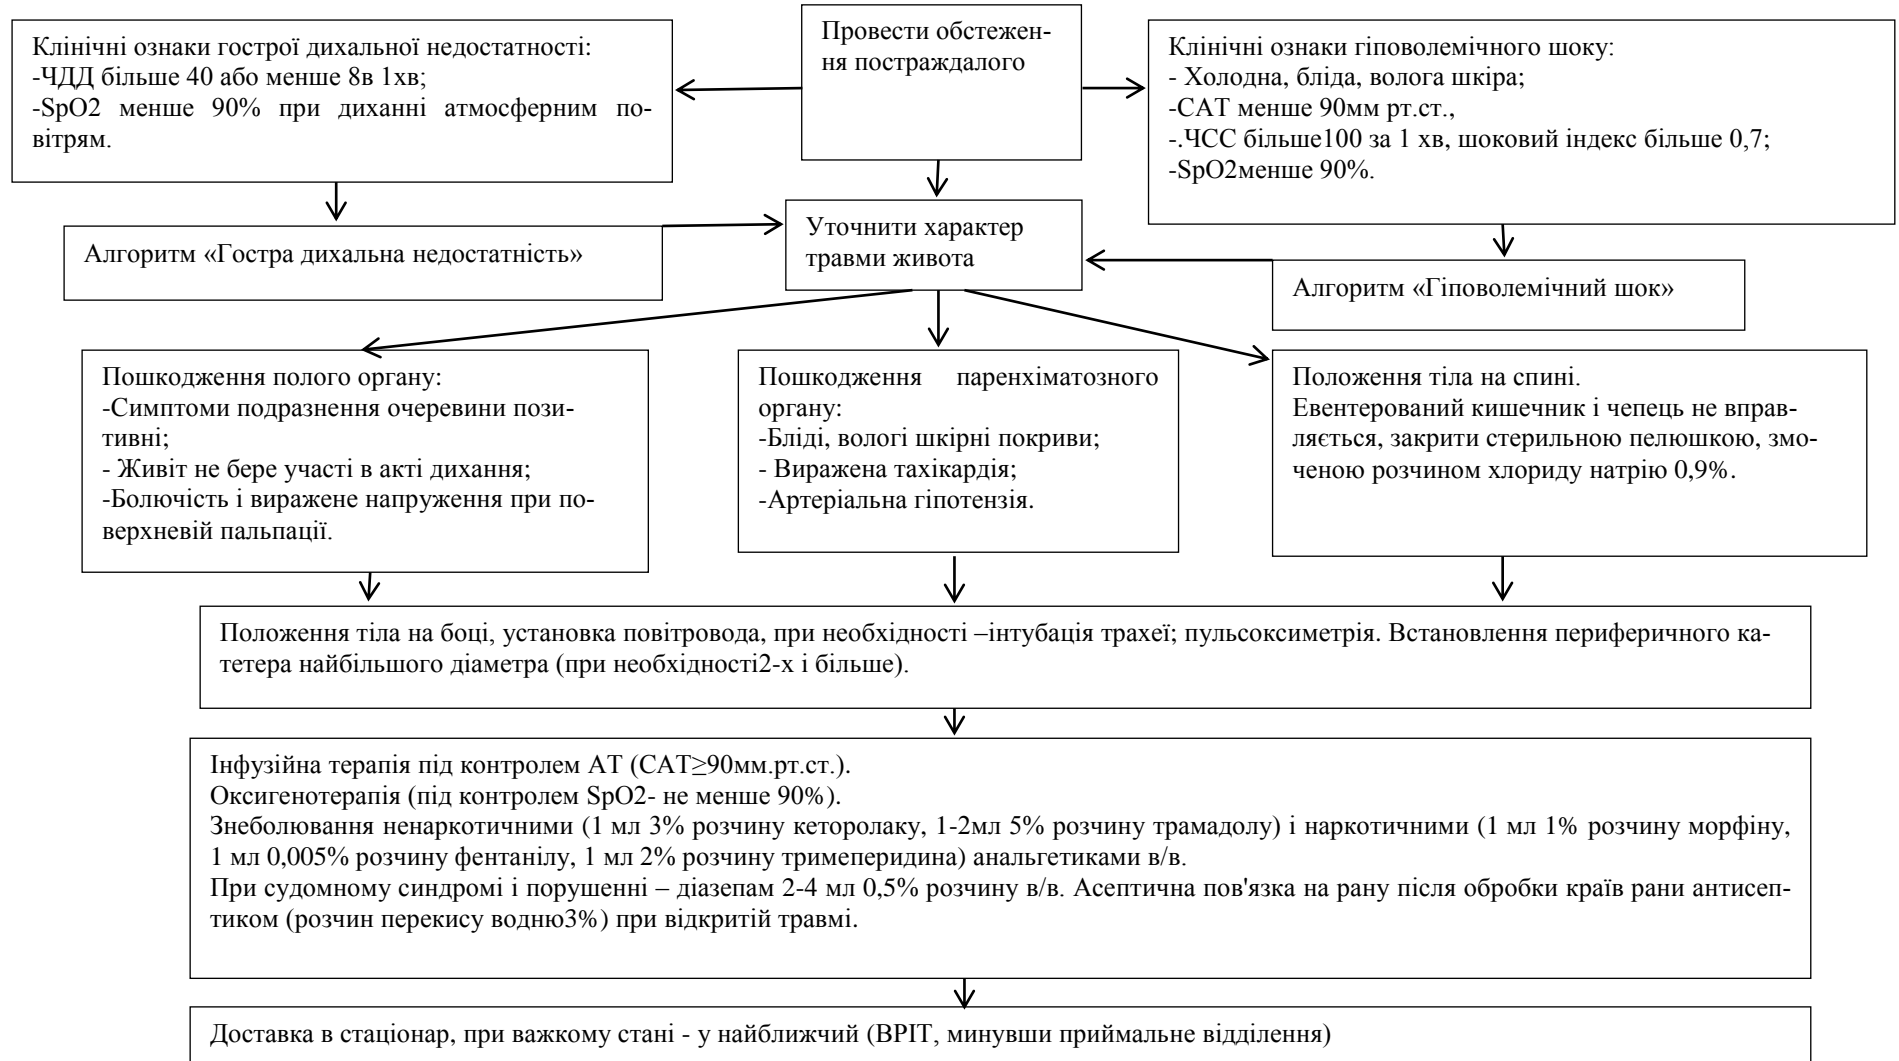 Провести обстежен-
ня постраждалого
Клінічні ознаки гострої дихальної недостатності:
-ЧДД більше 40 або менше 8в 1хв;
-SpO2 менше 90% при диханні атмосферним по-
вітрям.
Клінічні ознаки гіповолемічного шоку:
- Холодна, бліда, волога шкіра;
-САТ менше 90мм рт.ст.,
-.ЧСС більше100 за 1 хв, шоковий індекс більше 0,7;
-SpO2менше 90%.
Алгоритм «Гостра дихальна недостатність»
Уточнити характер
травми живота
Алгоритм «Гіповолемічний шок»
Пошкодження полого органу:
-Симптоми подразнення очеревини пози-
тивні;
- Живіт не бере участі в акті дихання;
-Болючість і виражене напруження при по-
верхневій пальпації.
Пошкодження паренхіматозного
органу:
-Бліді, вологі шкірні покриви;
- Виражена тахікардія;
-Артеріальна гіпотензія.
Положення тіла на спині.
Евентерований кишечник і чепець не вправ-
ляється, закрити стерильною пелюшкою, змо-
ченою розчином хлориду натрію 0,9%.
Положення тіла на боці, установка повітровода, при необхідності –інтубація трахеї; пульсоксиметрія. Встановлення периферичного ка-
тетера найбільшого діаметра (при необхідності2-х і більше).
Інфузійна терапія під контролем АТ (САТ≥90мм.рт.ст.).
Оксигенотерапія (під контролем SpO2- не менше 90%).
Знеболювання ненаркотичними (1 мл 3% розчину кеторолаку, 1-2мл 5% розчину трамадолу) і наркотичними (1 мл 1% розчину морфіну,
1 мл 0,005% розчину фентанілу, 1 мл 2% розчину тримеперидина) анальгетиками в/в.
При судомному синдромі і порушенні – діазепам 2-4 мл 0,5% розчину в/в. Асептична пов'язка на рану після обробки країв рани антисеп-
тиком (розчин перекису водню3%) при відкритій травмі.
Доставка в стаціонар, при важкому стані - у найближчий (ВРІТ, минувши приймальне відділення)